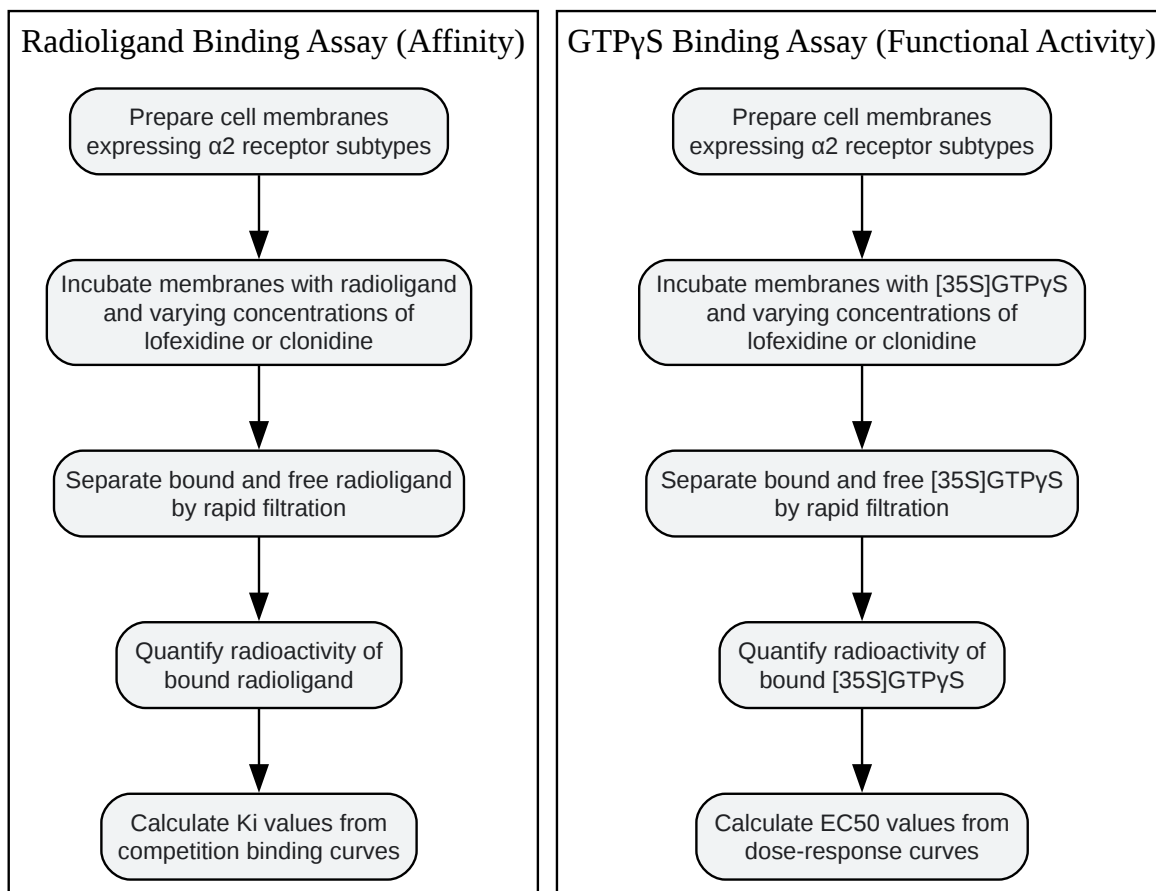 Radioligand Binding Assay (Affinity)
Prepare cell membranes
expressing α2 receptor subtypes
Incubate membranes with radioligand
and varying concentrations of
lofexidine or clonidine
Separate bound and free radioligand
by rapid filtration
Quantify radioactivity of
bound radioligand
Calculate Ki values from
competition binding curves
GTPγS Binding Assay (Functional Activity)
Prepare cell membranes
expressing α2 receptor subtypes
Incubate membranes with [35S]GTPγS
and varying concentrations of
lofexidine or clonidine
Separate bound and free [35S]GTPγS
by rapid filtration
Quantify radioactivity of
bound [35S]GTPγS
Calculate EC50 values from
dose-response curves